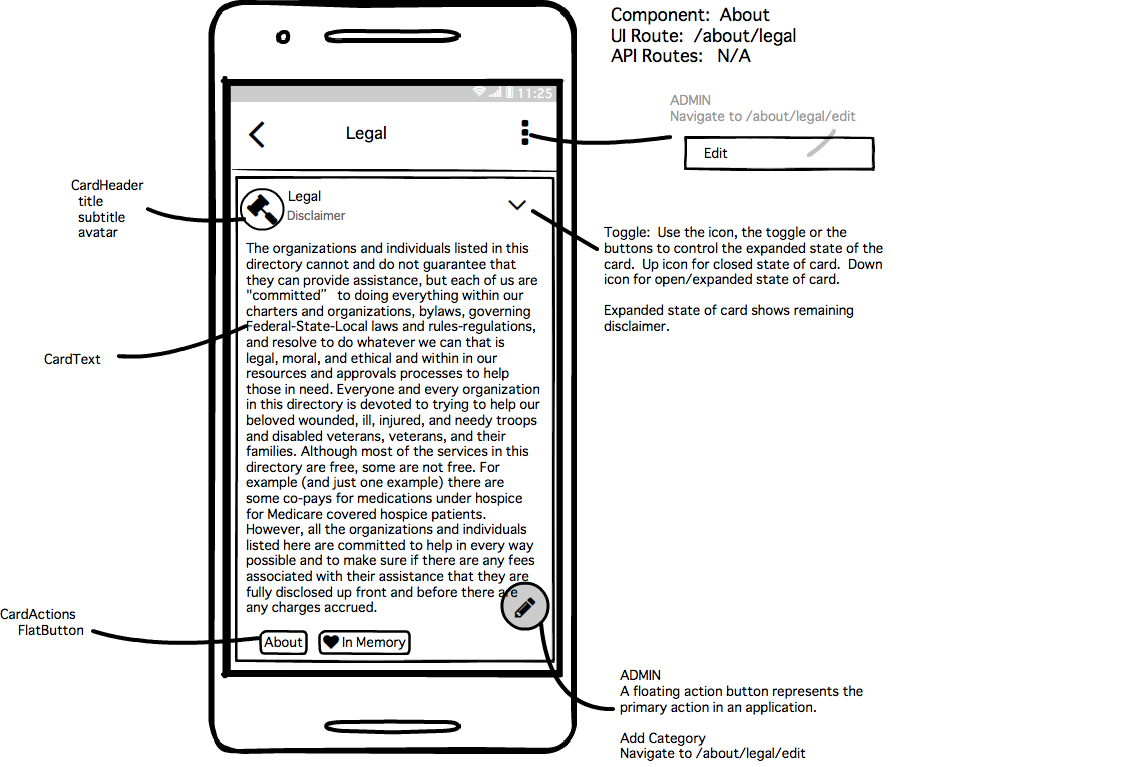 Component:  About
UI Route:  /about/legal
API Routes:   N/A
11:25
Legal
ADMIN
Navigate to /about/legal/edit
Edit
CardHeader
title
subtitle
avatar
Legal
Disclaimer
The organizations and individuals listed in this
directory cannot and do not guarantee that
they can provide assistance, but each of us are
"committed”  to doing everything within our
charters and organizations, bylaws, governing
Federal-State-Local laws and rules-regulations,
and resolve to do whatever we can that is
legal, moral, and ethical and within in our
resources and approvals processes to help
those in need. Everyone and every organization
in this directory is devoted to trying to help our
beloved wounded, ill, injured, and needy troops
and disabled veterans, veterans, and their
families. Although most of the services in this
directory are free, some are not free. For
example (and just one example) there are
some co-pays for medications under hospice
for Medicare covered hospice patients.
However, all the organizations and individuals
listed here are committed to help in every way
possible and to make sure if there are any fees
associated with their assistance that they are
fully disclosed up front and before there are
any charges accrued.
Toggle:  Use the icon, the toggle or the
buttons to control the expanded state of the
card.  Up icon for closed state of card.  Down
icon for open/expanded state of card.
Expanded state of card shows remaining
disclaimer.
CardText
CardActions
FlatButton
About
In Memory
ADMIN
A floating action button represents the
primary action in an application.
Add Category
Navigate to /about/legal/edit